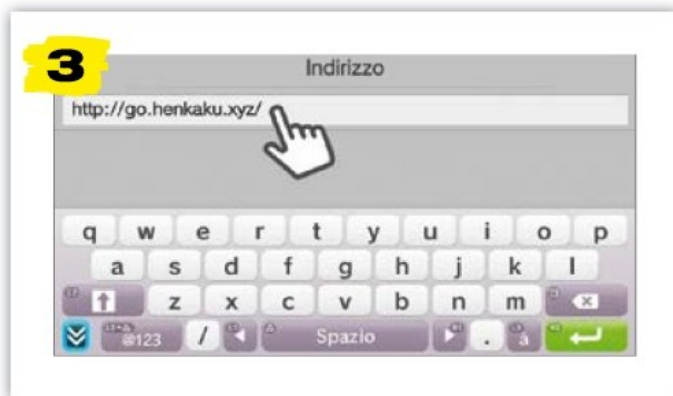 3
Indirizzo
http://go.henkaku.xyz/
q w e r t y u i o p
a s d f g h j k l
z x c v b n m
@123 / Spazio . à